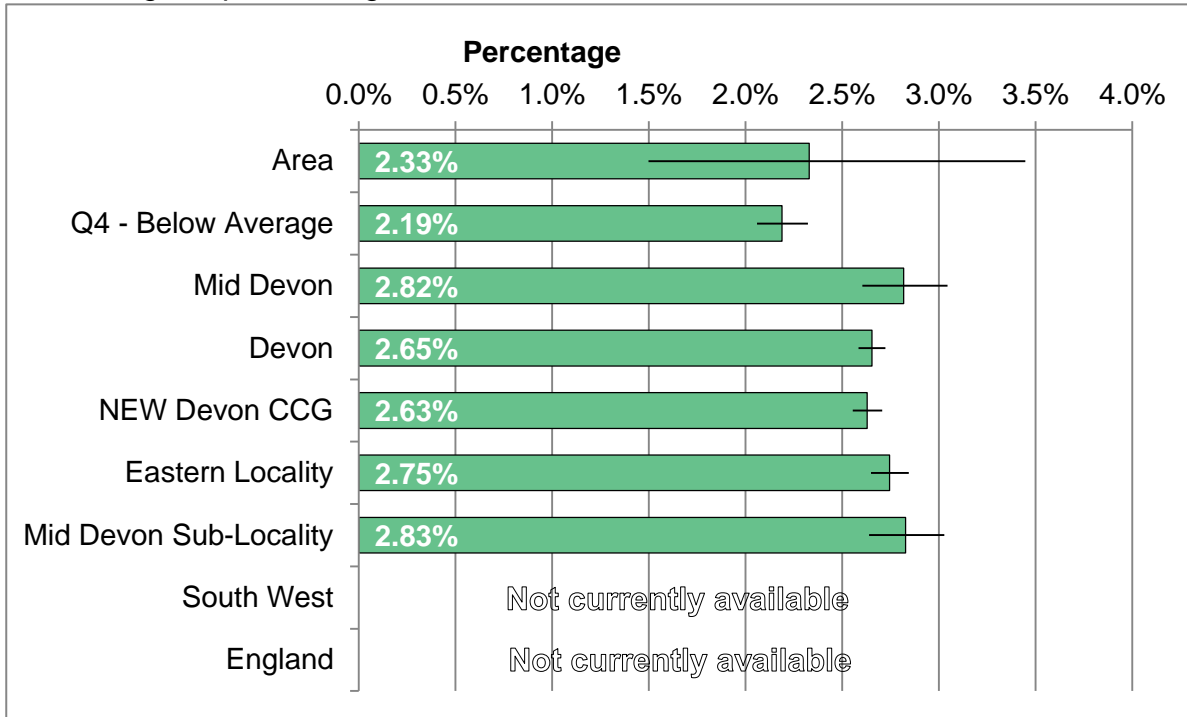 Percentage
0.0% 0.5% 1.0% 1.5% 2.0% 2.5% 3.0% 3.5% 4.0%
Area 2.33%
Q4 - Below Average 2.19%
Mid Devon 2.82%
Devon 2.65%
NEW Devon CCG 2.63%
Eastern Locality 2.75%
Mid Devon Sub-Locality 2.83%
South West Not currently available
England Not currently available